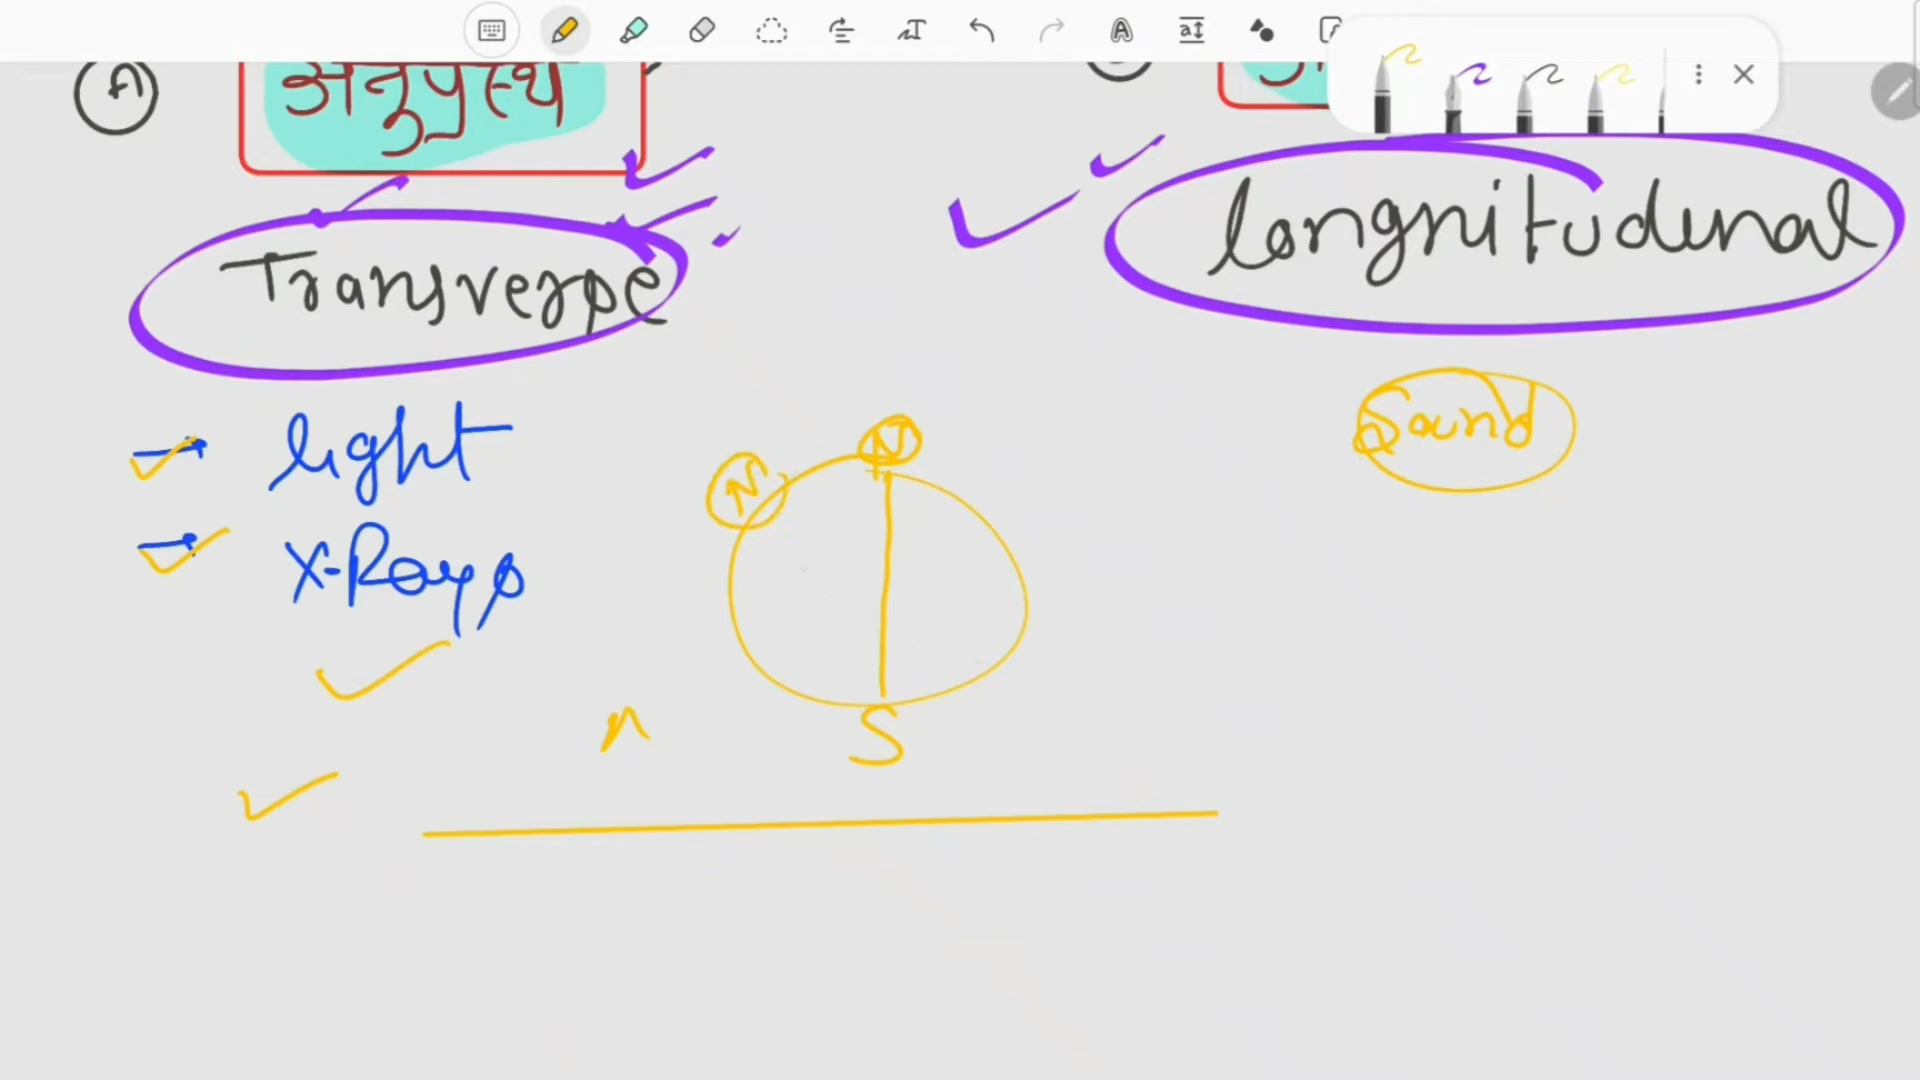 अनुप्रस्थ
Transverse
Longnitudinal
light
Sound
X-Rays
N
N
S